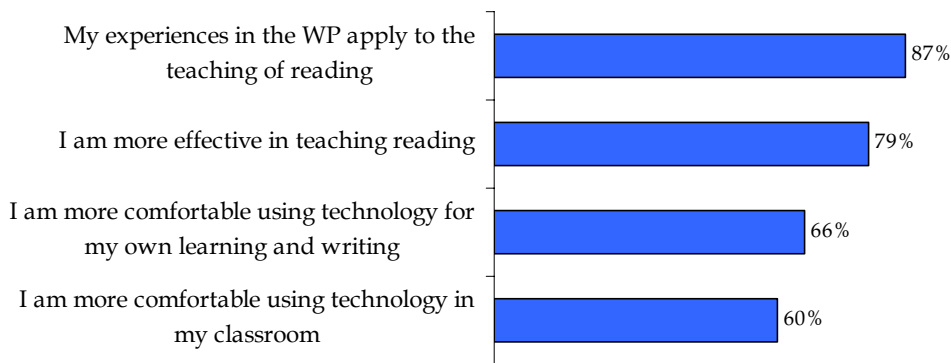 My experiences in the WP apply to the
teaching of reading
87%
I am more effective in teaching reading
79%
I am more comfortable using technology for
my own learning and writing
66%
I am more comfortable using technology in
my classroom
60%